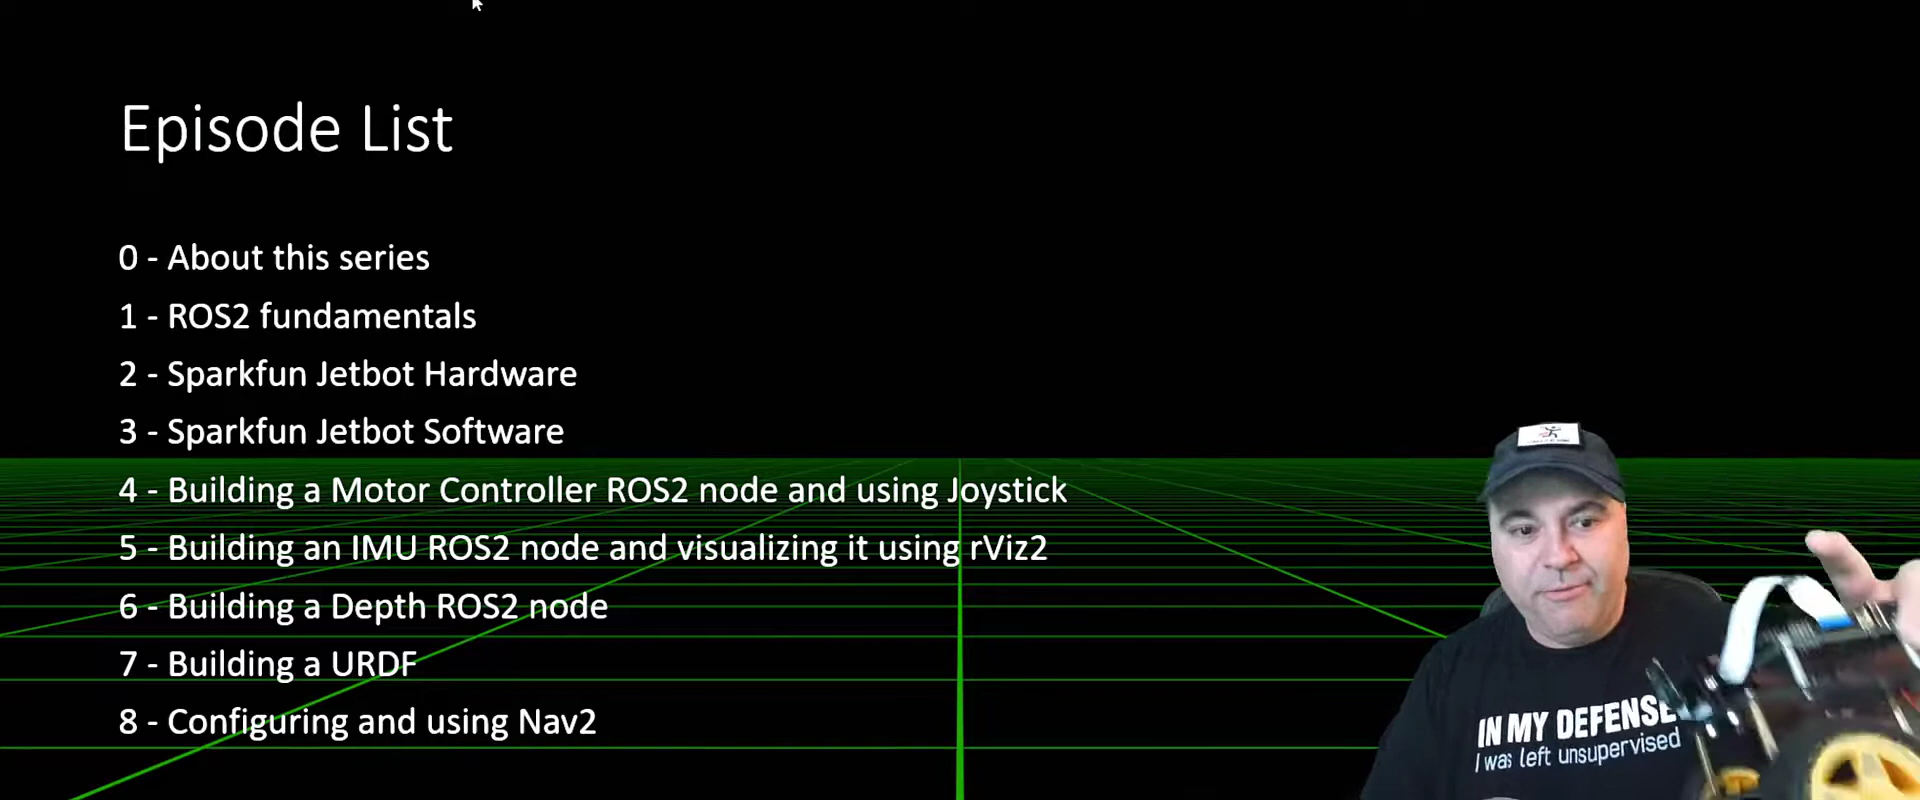 Episode List
0 - About this series
1 - ROS2 fundamentals
2 - Sparkfun Jetbot Hardware
3 - Sparkfun Jetbot Software
4 - Building a Motor Controller ROS2 node and using Joystick
5 - Building an IMU ROS2 node and visualizing it using rViz2
6 - Building a Depth ROS2 node
7 - Building a URDF
8 - Configuring and using Nav2
IN MY DEFENSE
I was left unsupervised